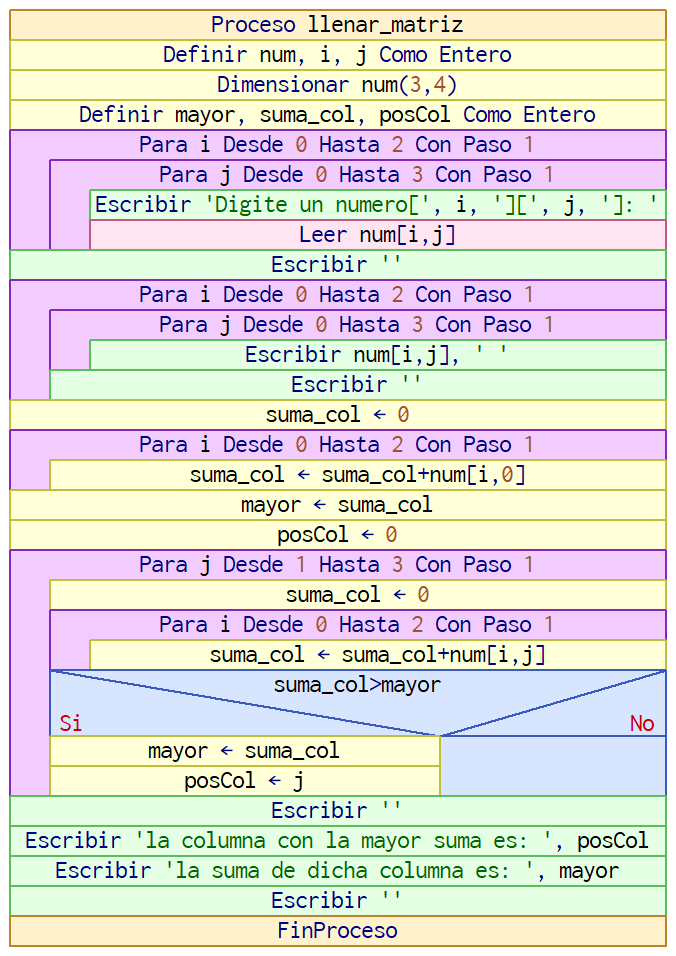 Proceso llenar_matriz
Definir num, i, j Como Entero
Dimensionar num(3,4)
Definir mayor, suma_col, posCol Como Entero
Para i Desde 0 Hasta 2 Con Paso 1
Para j Desde 0 Hasta 3 Con Paso 1
Escribir 'Digite un numero[', i, '][', j, ']: '
Leer num[i,j]
Escribir ''
Para i Desde 0 Hasta 2 Con Paso 1
Para j Desde 0 Hasta 3 Con Paso 1
Escribir num[i,j], ' '
Escribir ''
suma_col ← 0
Para i Desde 0 Hasta 2 Con Paso 1
suma_col ← suma_col+num[i,0]
mayor ← suma_col
posCol ← 0
Para j Desde 1 Hasta 3 Con Paso 1
suma_col ← 0
Para i Desde 0 Hasta 2 Con Paso 1
suma_col ← suma_col+num[i,j]
suma_col>mayor
Si No
mayor ← suma_col
posCol ← j
Escribir ''
Escribir 'la columna con la mayor suma es: ', posCol
Escribir 'la suma de dicha columna es: ', mayor
Escribir ''
FinProceso